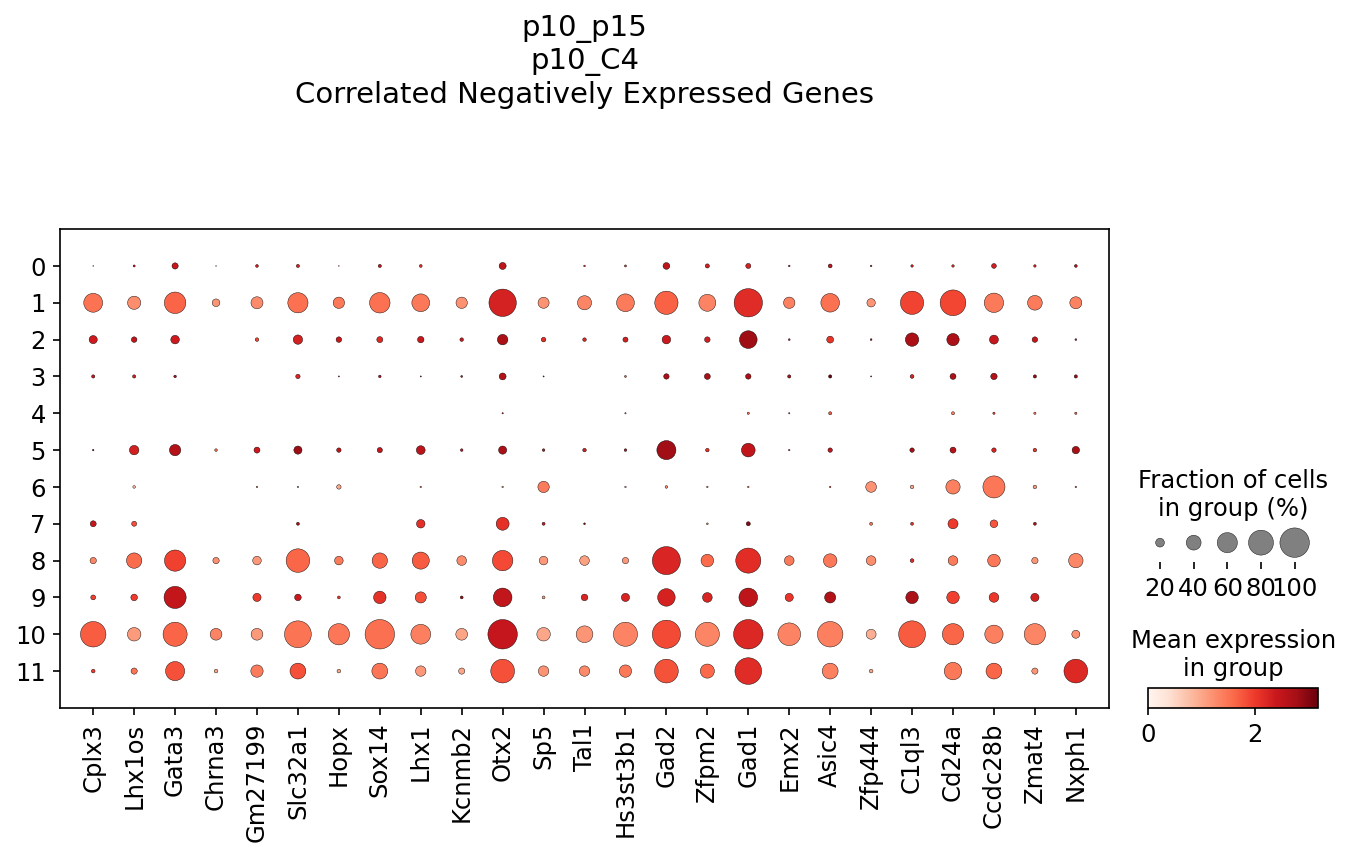 p10_p15
p10_C4
Correlated Negatively Expressed Genes
0
1
2
3
4
5
6
7
8
9
10
11
Cplx3
Lhx1os
Gata3
Chrna3
Gm27199
Slc32a1
Hopx
Sox14
Lhx1
Kcnmb2
Otx2
Sp5
Tal1
Hs3st3b1
Gad2
Zfpm2
Gad1
Emx2
Asic4
Zfp444
C1ql3
Cd24a
Ccdc28b
Zmat4
Nxph1
Fraction of cells
in group (%)
20 40 60 80 100
Mean expression
in group
0 2